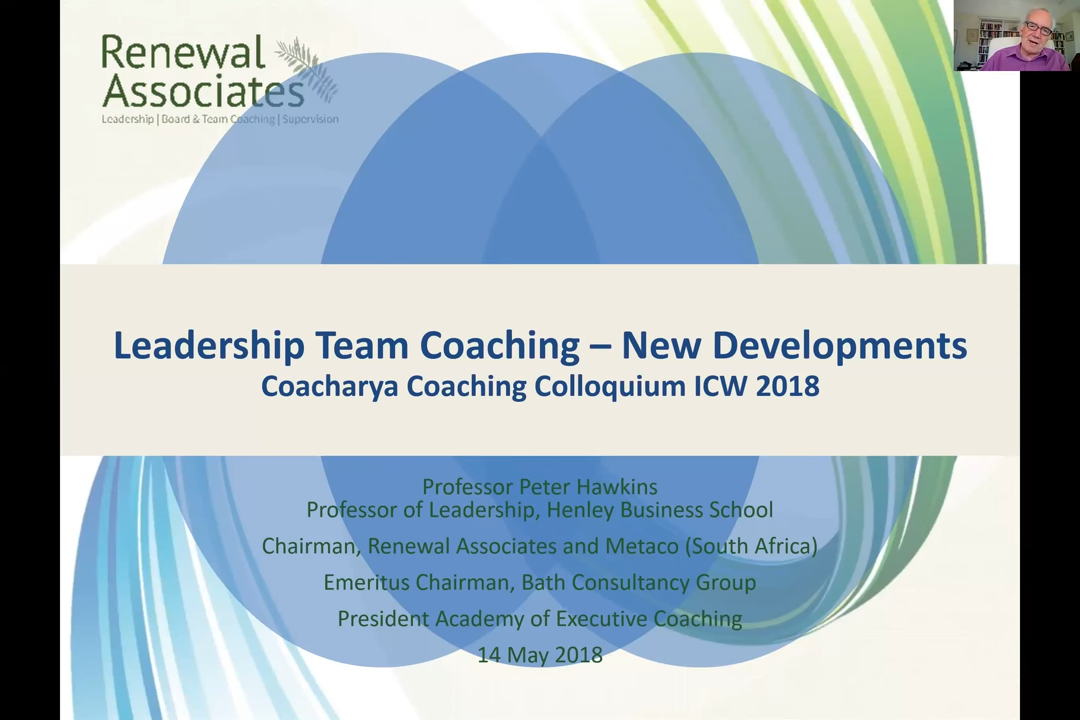 Renewal
Associates
Leadership | Board & Team Coaching | Supervision
Leadership Team Coaching – New Developments
Coacharya Coaching Colloquium ICW 2018
Professor Peter Hawkins
Professor of Leadership, Henley Business School
Chairman, Renewal Associates and Metaco (South Africa)
Emeritus Chairman, Bath Consultancy Group
President Academy of Executive Coaching
14 May 2018